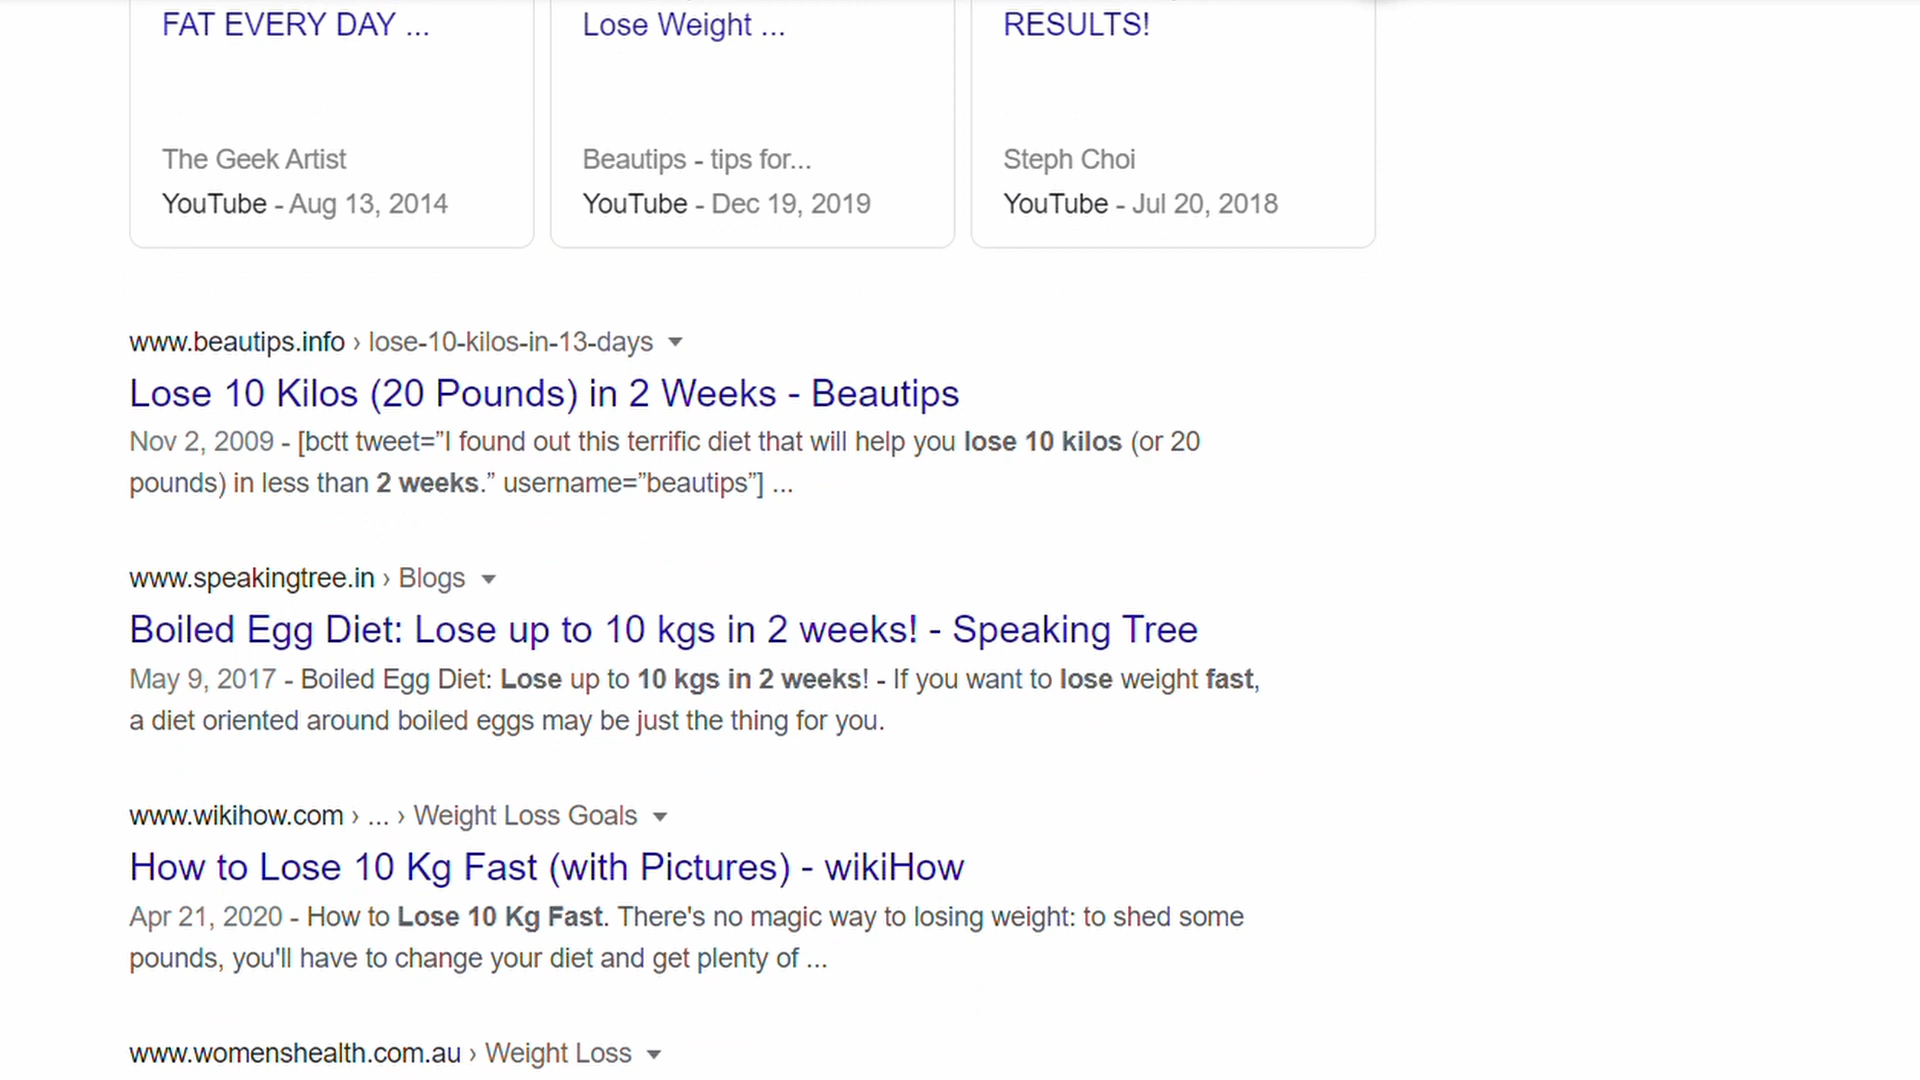 FAT EVERY DAY ...
Lose Weight ...
RESULTS!
The Geek Artist
YouTube - Aug 13, 2014
Beautips - tips for...
YouTube - Dec 19, 2019
Steph Choi
YouTube - Jul 20, 2018
www.beautips.info › lose-10-kilos-in-13-days
Lose 10 Kilos (20 Pounds) in 2 Weeks - Beautips
Nov 2, 2009 - [bctt tweet=”I found out this terrific diet that will help you lose 10 kilos (or 20
pounds) in less than 2 weeks.” username=”beautips”] ...
www.speakingtree.in › Blogs
Boiled Egg Diet: Lose up to 10 kgs in 2 weeks! - Speaking Tree
May 9, 2017 - Boiled Egg Diet: Lose up to 10 kgs in 2 weeks! - If you want to lose weight fast,
a diet oriented around boiled eggs may be just the thing for you.
www.wikihow.com › ... › Weight Loss Goals
How to Lose 10 Kg Fast (with Pictures) - wikiHow
Apr 21, 2020 - How to Lose 10 Kg Fast. There's no magic way to losing weight: to shed some
pounds, you'll have to change your diet and get plenty of ...
www.womenshealth.com.au › Weight Loss